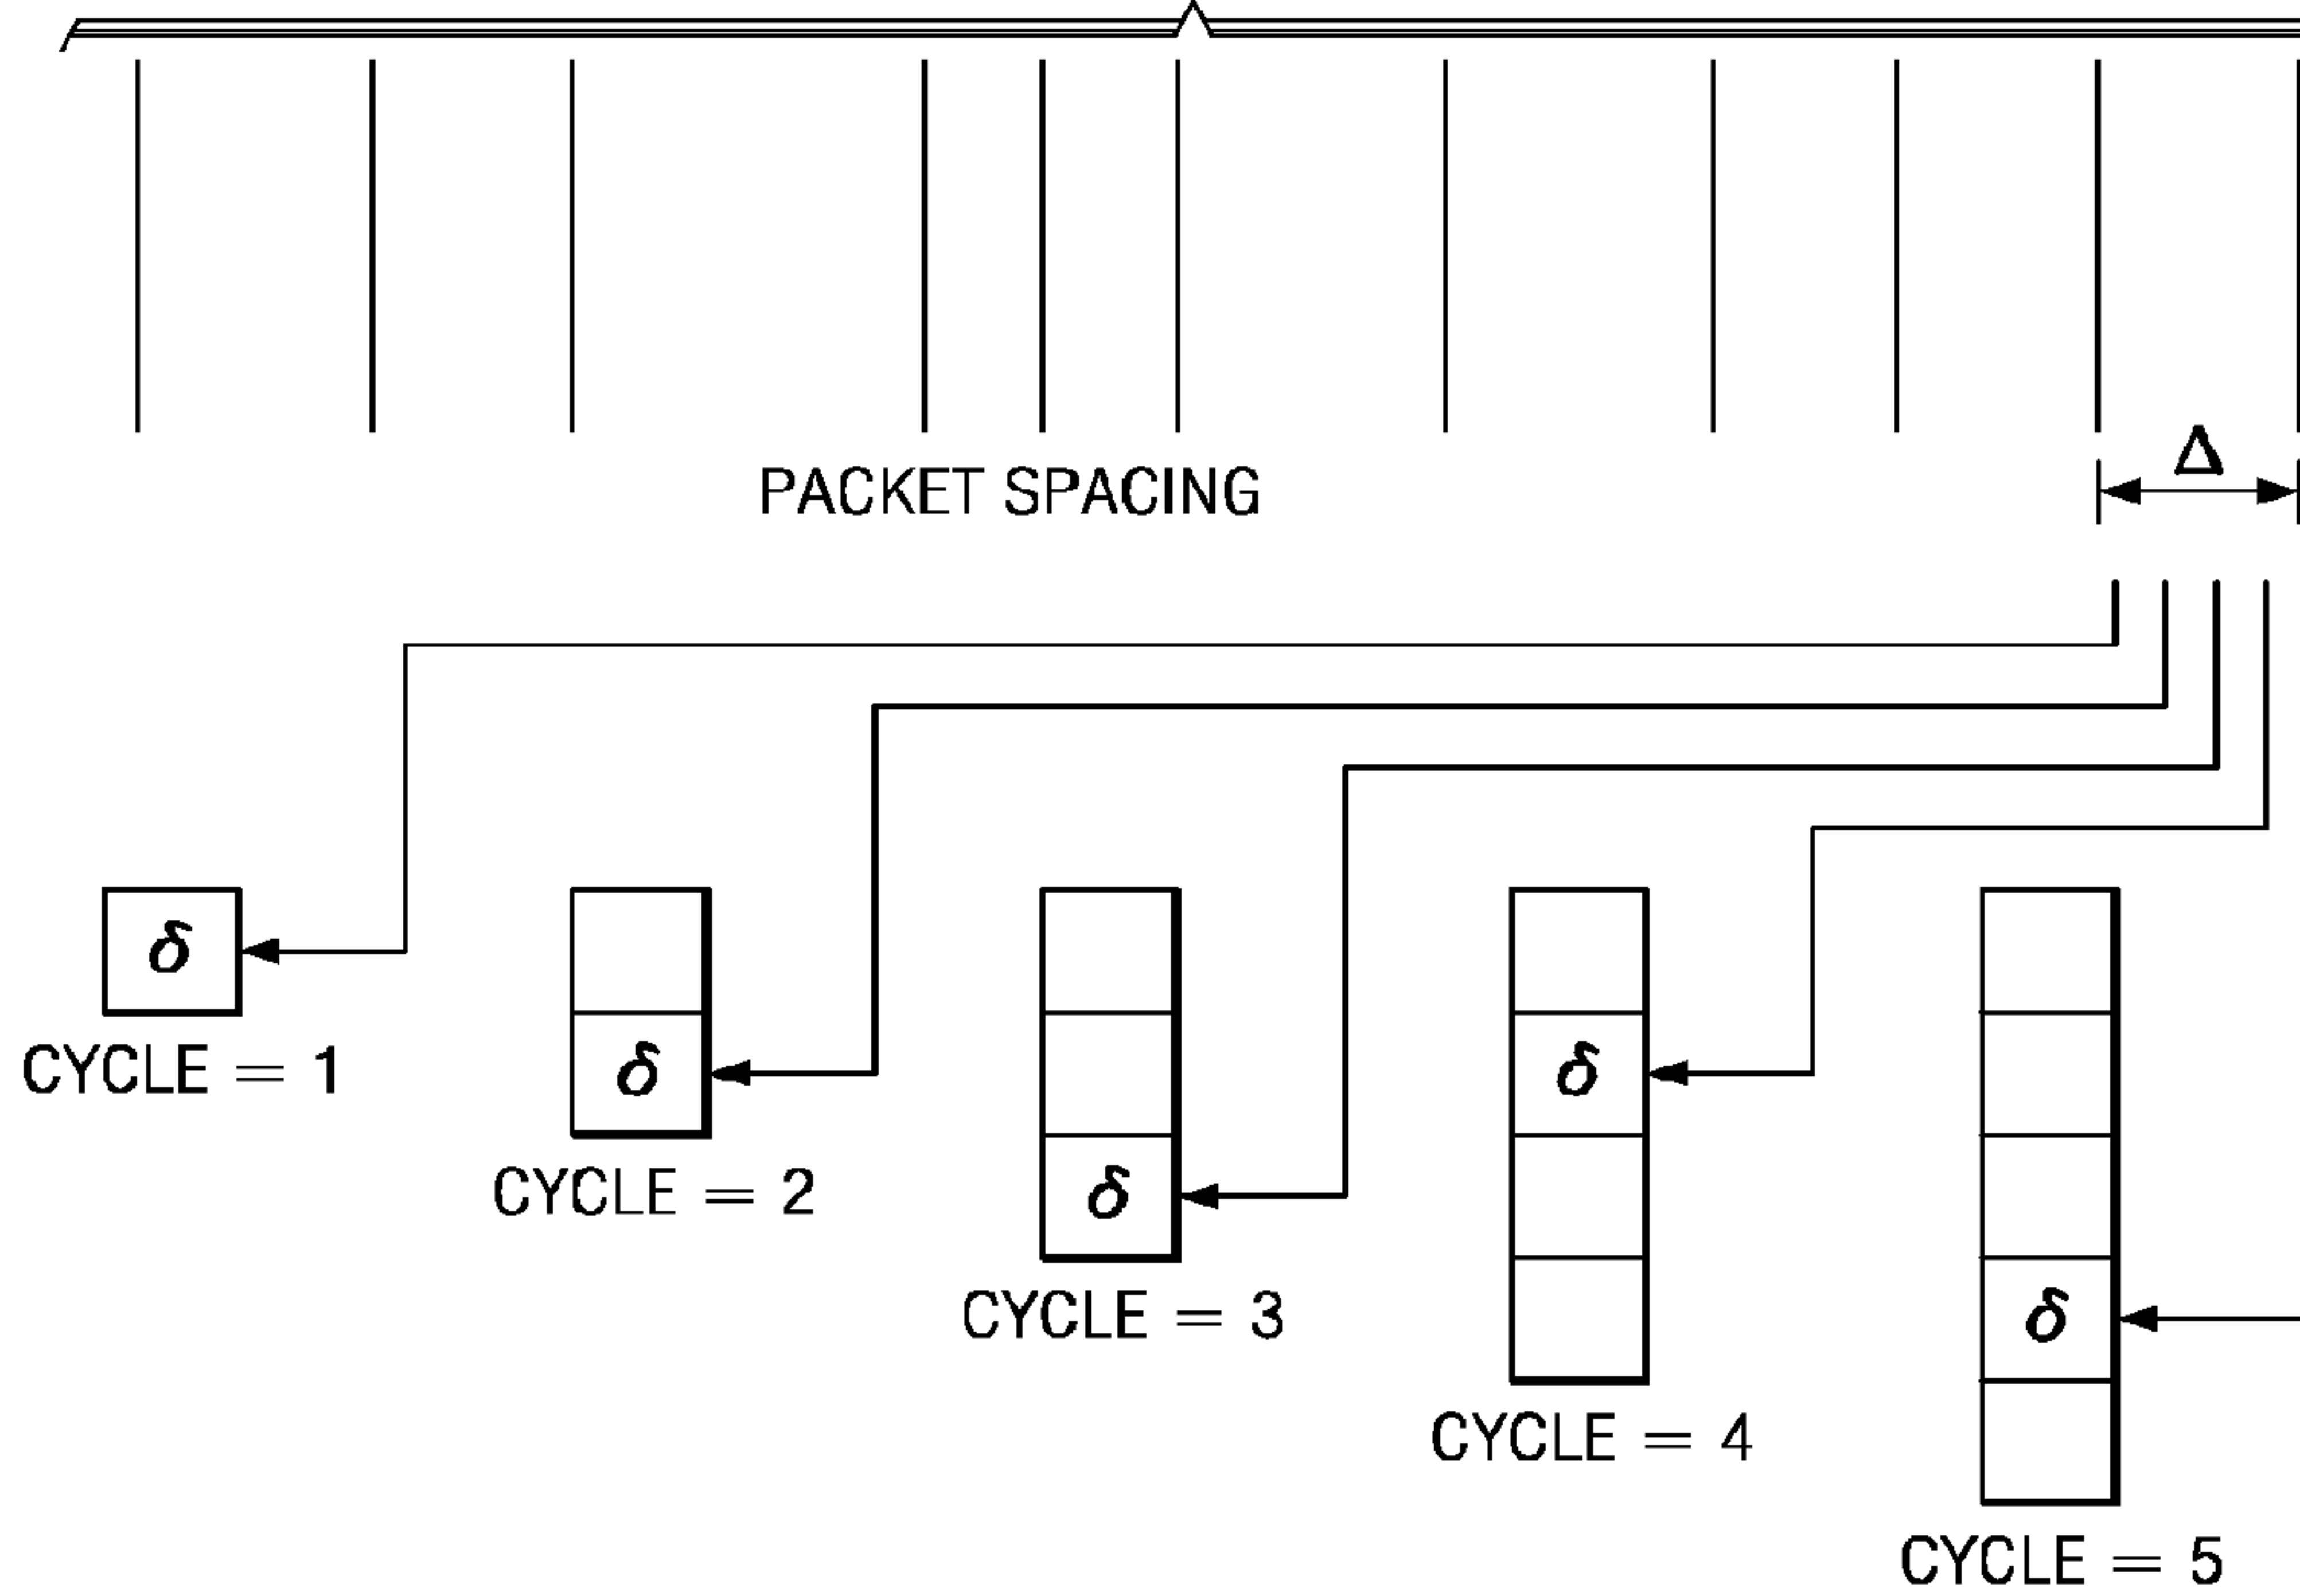 Δ
PACKET SPACING
δ
CYCLE = 1
δ
CYCLE = 2
δ
CYCLE = 3
δ
CYCLE = 4
δ
CYCLE = 5